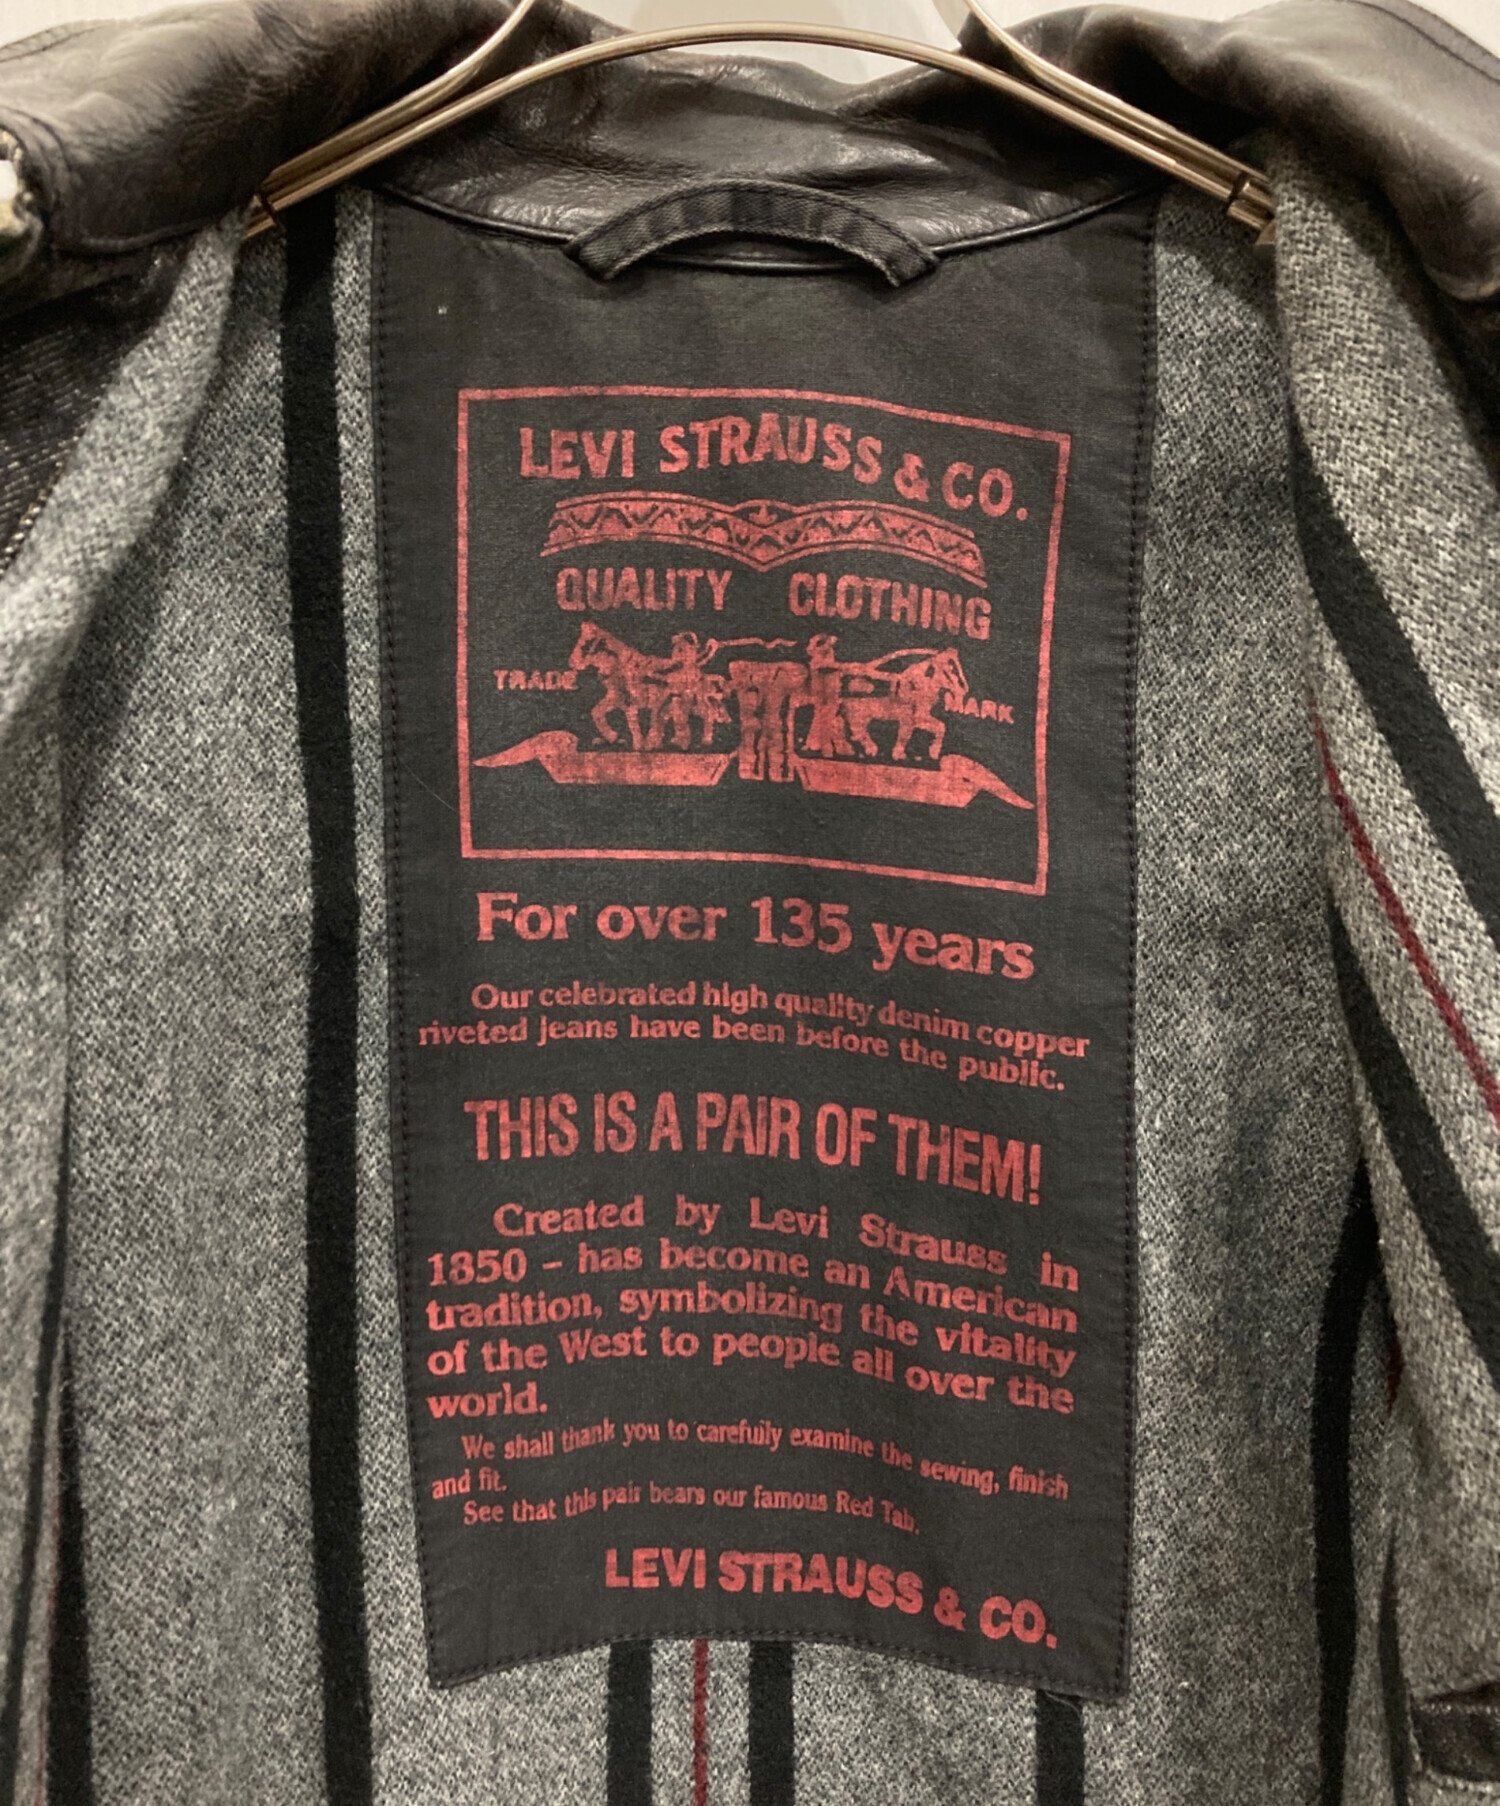 LEVI STRAUSS & CO.
QUALITY CLOTHING
TRADE MARK
For over 135 years
Our celebrated high quality denim copper
riveted jeans have been before the public.
THIS IS A PAIR OF THEM!
Created by Levi Strauss in
1850 – has become an American
tradition, symbolizing the vitality
of the West to people all over the
world.
We shall thank you to carefully examine the sewing, finish
and fit.
See that this pair bears our famous Red Tab.
LEVI STRAUSS & CO.